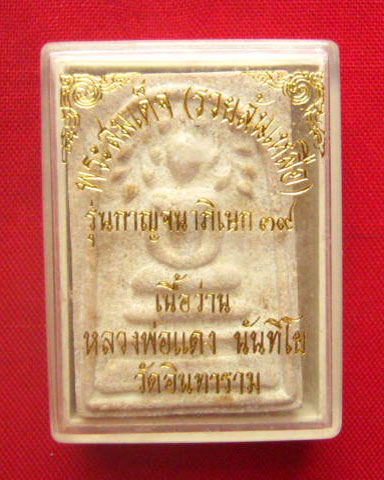 พระสมเด็จ (รวยล้นเหลือ)
รุ่นกาญจนาภิเษก ๓๙
เนื้อว่าน
หลวงพ่อแดง นันทิโย
วัดอินทาราม